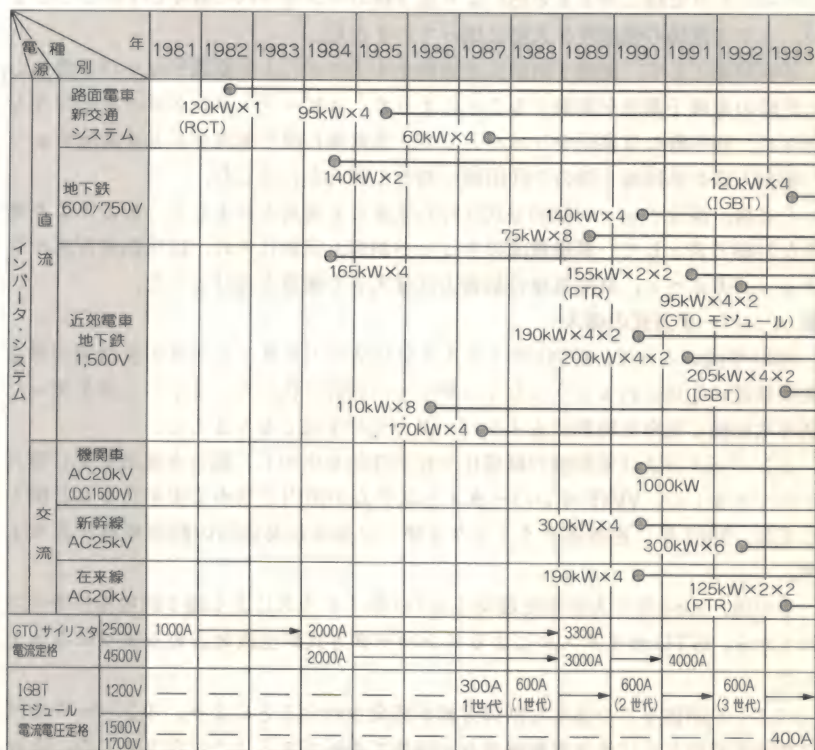 電源 種別 年 1981 1982 1983 1984 1985 1986 1987 1988 1989 1990 1991 1992 1993
インバータ・システム
直流
路面電車
新交通
システム
120kW×1
(RCT)
95kW×4
60kW×4
地下鉄
600/750V
140kW×2
120kW×4
(IGBT)
140kW×4
75kW×8
近郊電車
地下鉄
1,500V
165kW×4
155kW×2×2
(PTR)
95kW×4×2
(GTO モジュール)
190kW×4×2
200kW×4×2
205kW×4×2
(IGBT)
110kW×8
170kW×4
交流
機関車
AC20kV
(DC1500V)
1000kW
新幹線
AC25kV
300kW×4
300kW×6
在来線
AC20kV
190kW×4
125kW×2×2
(PTR)
GTO サイリスタ
電流定格
2500V 1000A 2000A 3300A
4500V 2000A 3000A 4000A
IGBT
モジュール
電流電圧定格
1200V 300A 1世代 600A (1世代) 600A (2世代) 600A (3世代)
1500V
1700V 400A